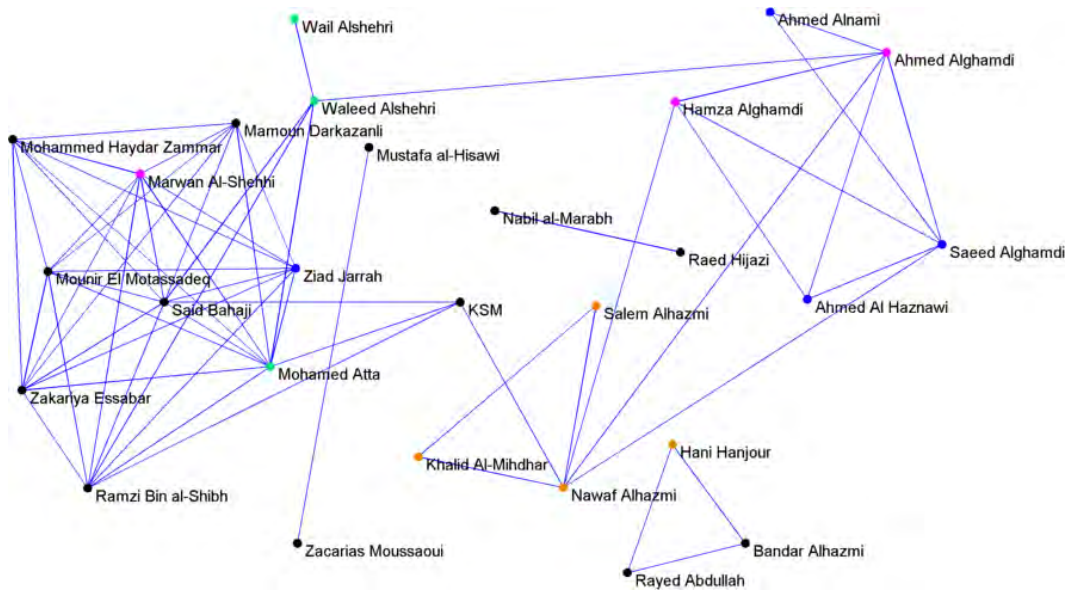 Wail Alshehri
Ahmed Alnami
Ahmed Alghamdi
Waleed Alshehri
Hamza Alghamdi
Mamoun Darkazanli
Mohammed Haydar Zammar
Mustafa al-Hisawi
Marwan Al-Shehhi
Nabil al-Marabh
Raed Hijazi
Saeed Alghamdi
Mounir El Motassadeq
Ziad Jarrah
Said Bahaji
KSM
Salem Alhazmi
Ahmed Al Haznawi
Mohamed Atta
Zakariya Essabar
Hani Hanjour
Khalid Al-Mihdhar
Ramzi Bin al-Shibh
Nawaf Alhazmi
Zacarias Moussaoui
Bandar Alhazmi
Rayed Abdullah